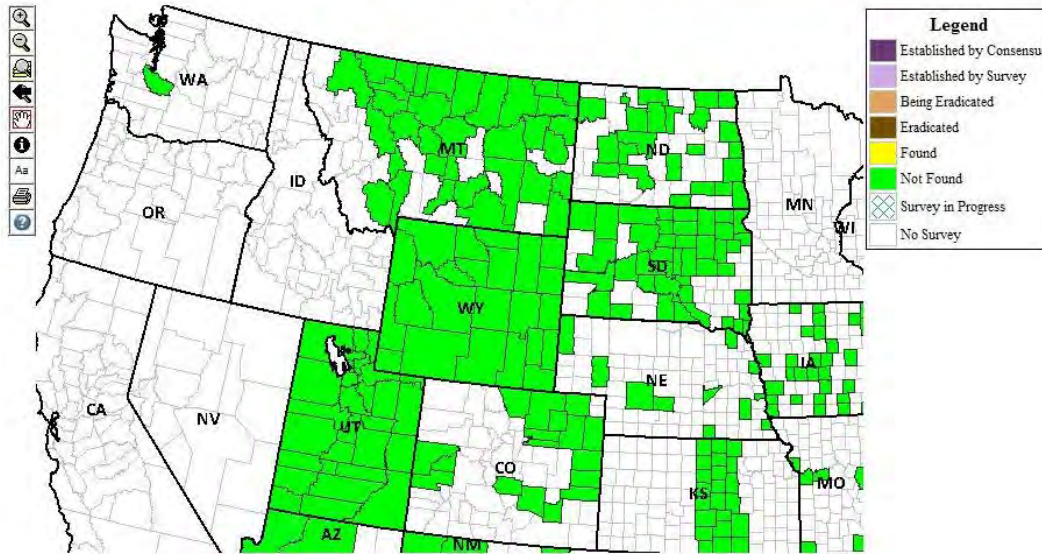 WA
MT
ND
MN
WI
ID
OR
SD
WY
IA
NE
CA
NV
UT
CO
KS
MO
AZ
NM
Aa
Legend
Established by Consensu
Established by Survey
Being Eradicated
Eradicated
Found
Not Found
Survey in Progress
No Survey